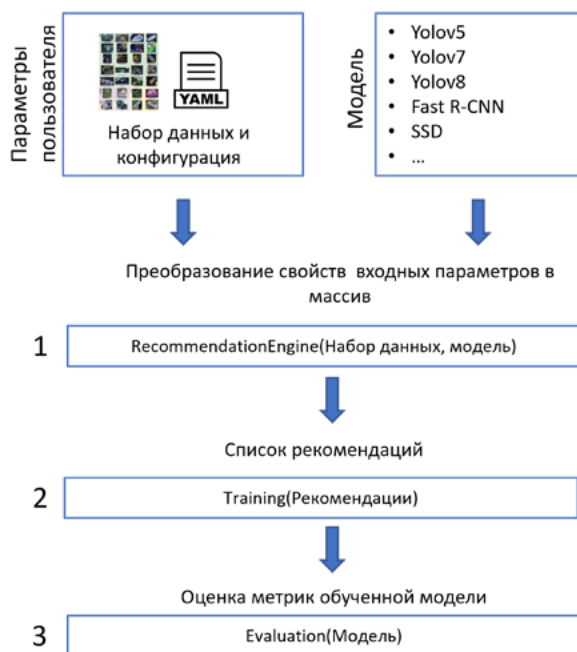 Параметры
пользователя
YAML
Набор данных и
конфигурация
Модель
• Yolov5
• Yolov7
• Yolov8
• Fast R-CNN
• SSD
• ...
Преобразование свойств входных параметров в
массив
1
RecommendationEngine(Набор данных, модель)
Список рекомендаций
2
Training(Рекомендации)
Оценка метрик обученной модели
3
Evaluation(Модель)